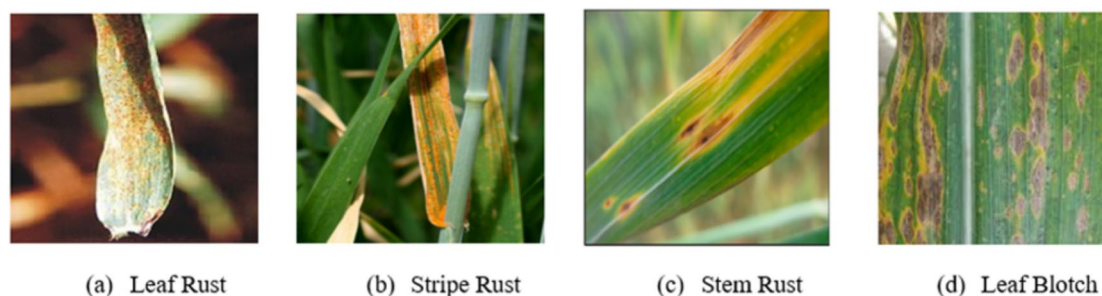 (a) Leaf Rust
(b) Stripe Rust
(c) Stem Rust
(d) Leaf Blotch